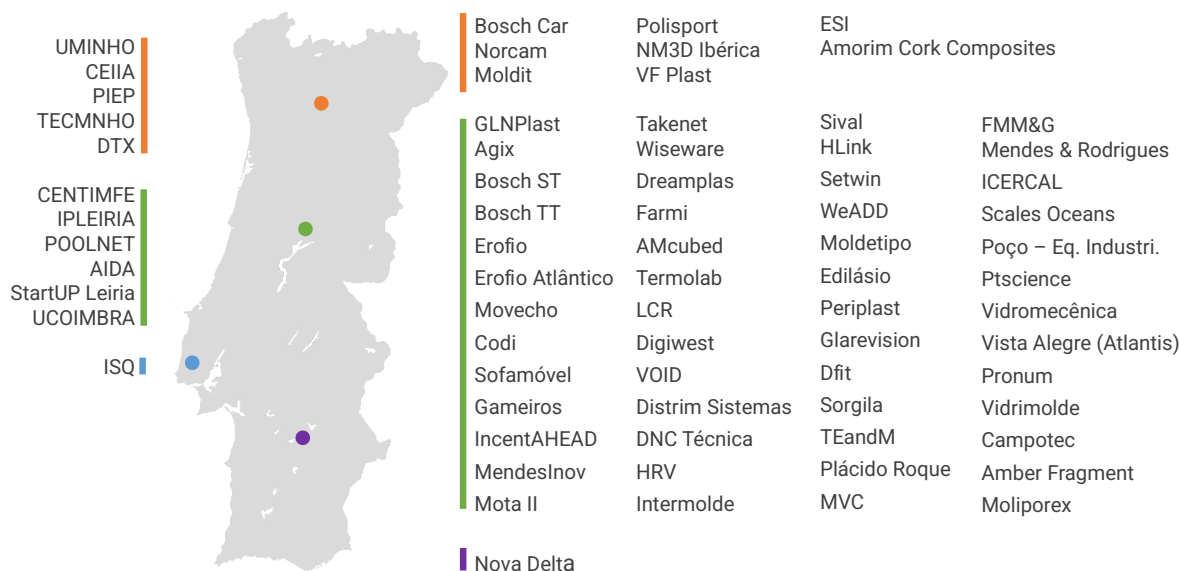 UMINHO
CEIIA
PIEP
TECMNHO
DTX
CENTIMFE
IPLEIRIA
POOLNET
AIDA
StartUP Leiria
UCOIMBRA
ISQ
Bosch Car Polisport ESI
Norcam NM3D Ibérica Amorim Cork Composites
Moldit VF Plast
GLNPlast Takenet Sival FMM&G
Agix Wiseware HLink Mendes & Rodrigues
Bosch ST Dreamplas Setwin ICERCAL
Bosch TT Farmi WeADD Scales Oceans
Erofio AMcubed Moldetipo Poço – Eq. Industri.
Erofio Atlântico Termolab Edilásio Ptscience
Movecho LCR Periplast Vidromecênica
Codi Digiwest Glarevision Vista Alegre (Atlantis)
Sofamóvel VOID Dfit Pronum
Gameiros Distrim Sistemas Sorgila Vidrimolde
IncentAHEAD DNC Técnica TEandM Campotec
MendesInov HRV Plácido Roque Amber Fragment
Mota II Intermolde MVC Moliporex
Nova Delta